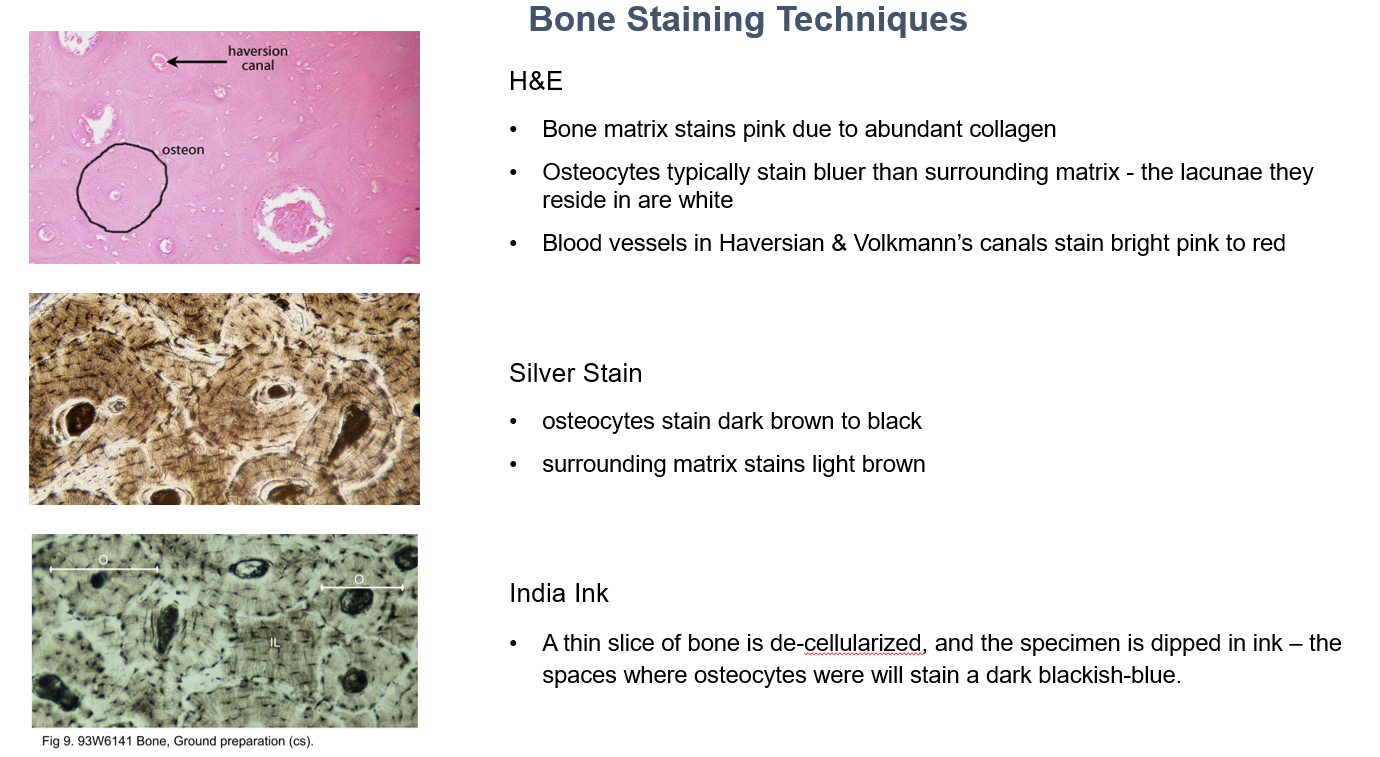 Bone Staining Techniques
haversion
canal
osteon
H&E
• Bone matrix stains pink due to abundant collagen
• Osteocytes typically stain bluer than surrounding matrix - the lacunae they
reside in are white
• Blood vessels in Haversian & Volkmann’s canals stain bright pink to red
Silver Stain
• osteocytes stain dark brown to black
• surrounding matrix stains light brown
O
O
IL
Fig 9. 93W6141 Bone, Ground preparation (cs).
India Ink
• A thin slice of bone is de-cellularized, and the specimen is dipped in ink – the
spaces where osteocytes were will stain a dark blackish-blue.